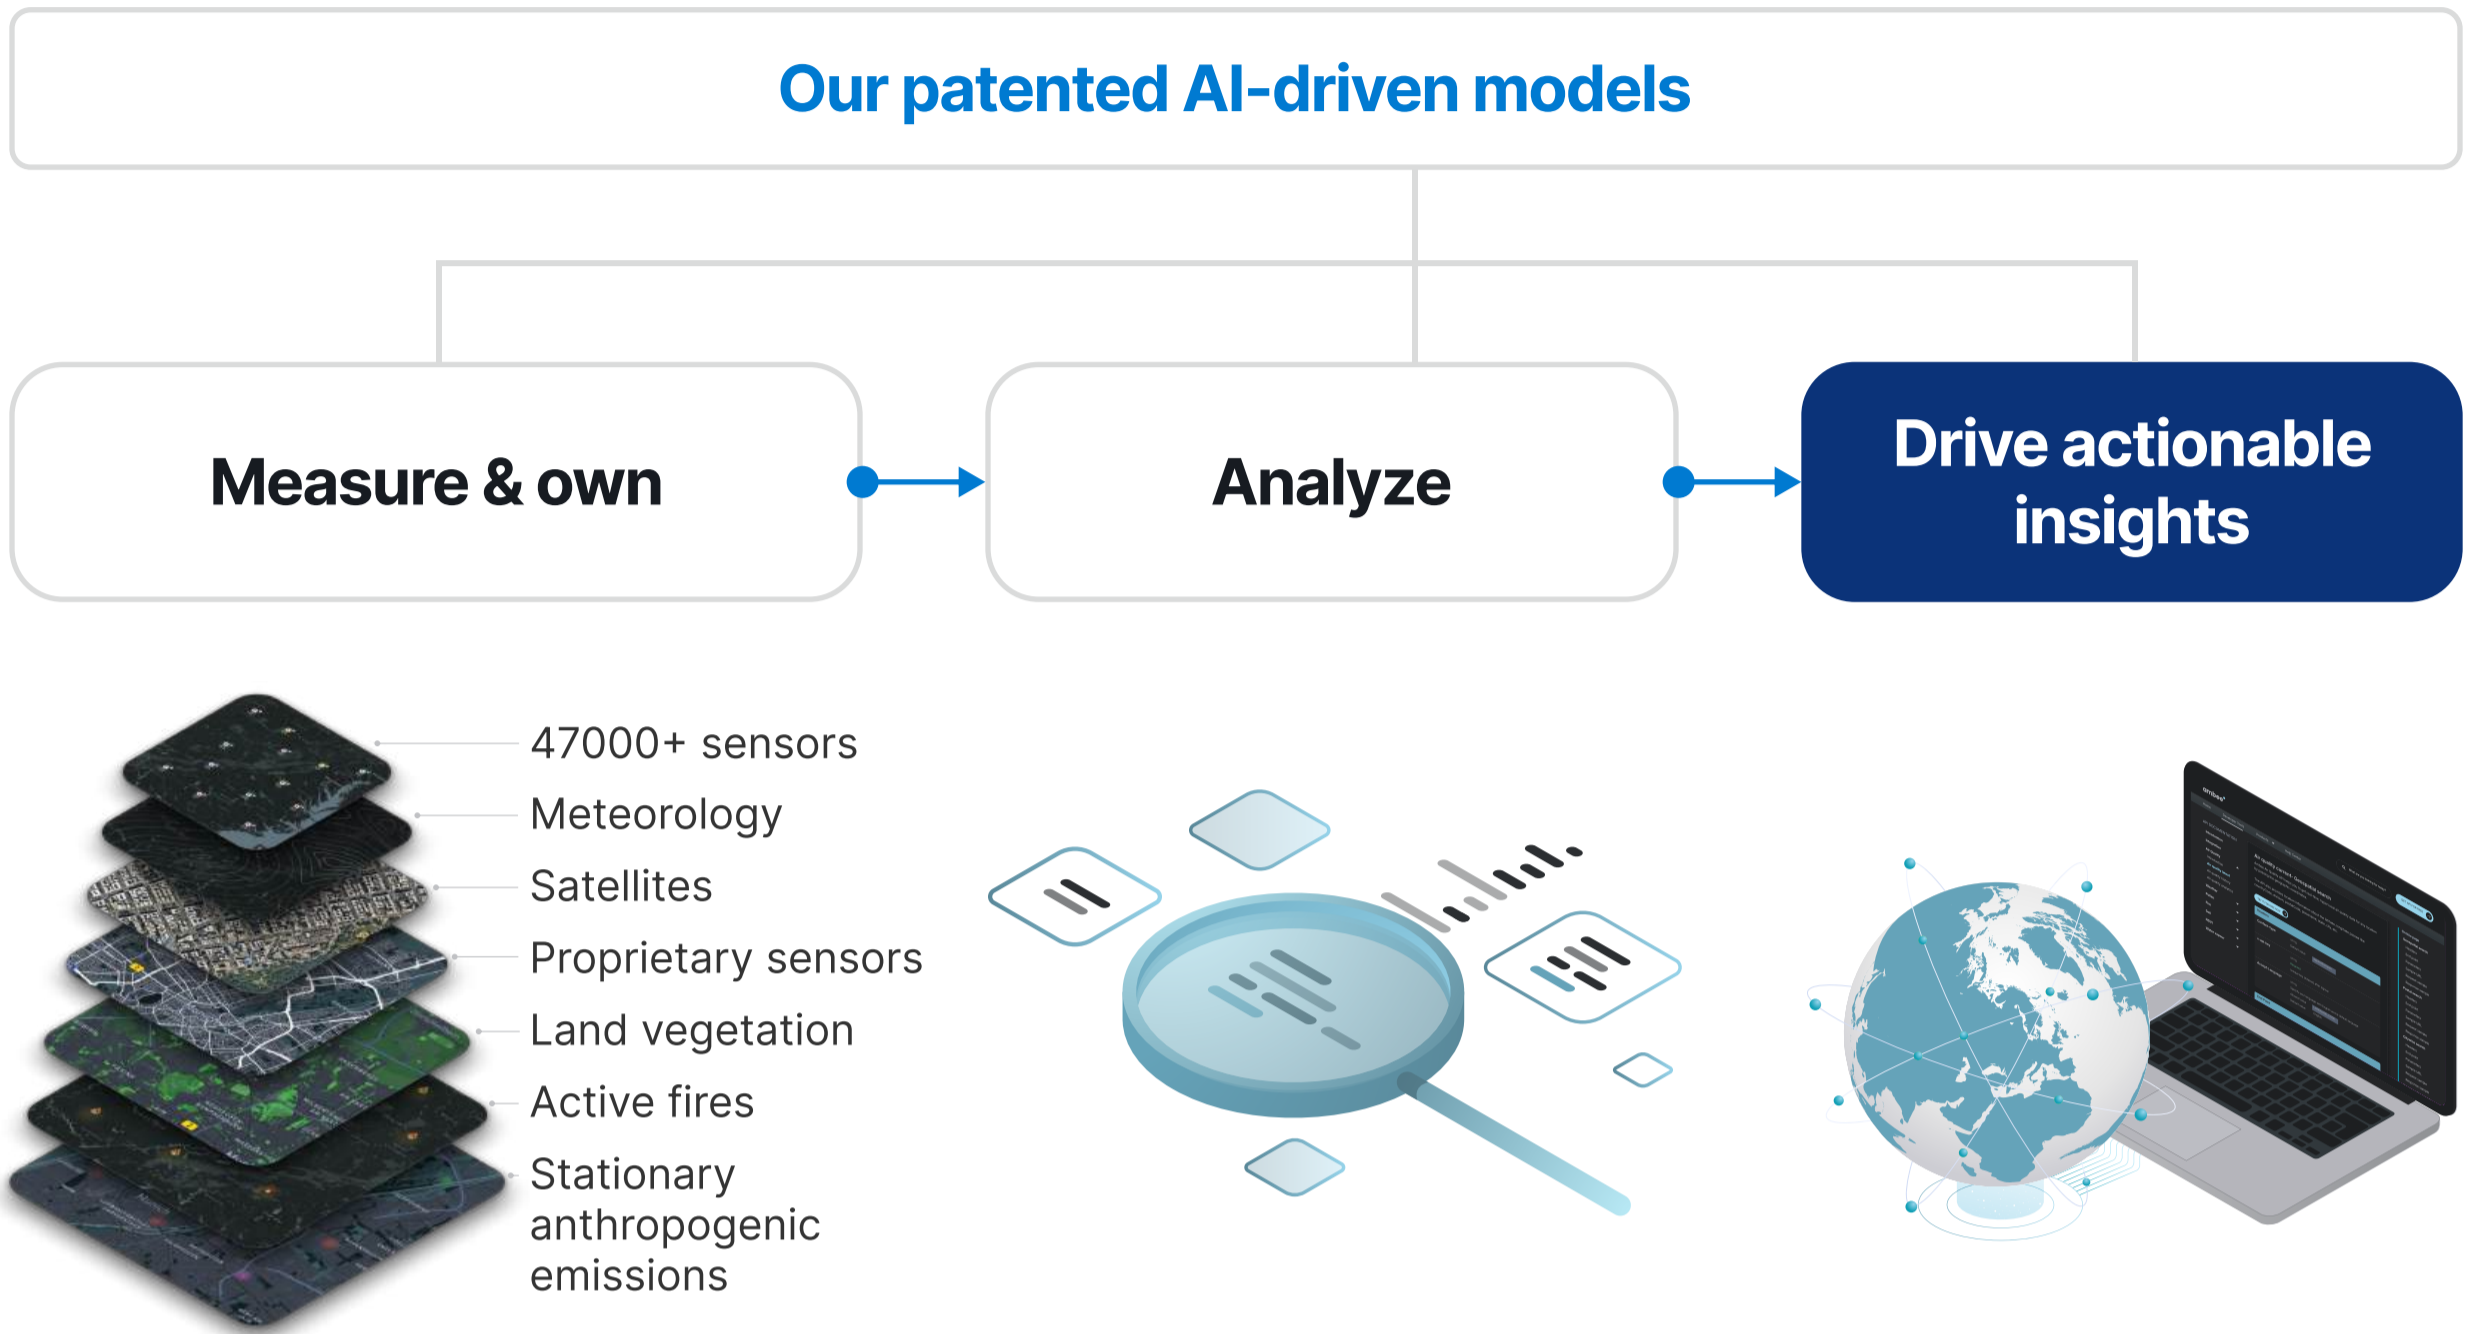 Our patented AI-driven models
Measure & own
Analyze
Drive actionable
insights
47000+ sensors
Meteorology
Satellites
Proprietary sensors
Land vegetation
Active fires
Stationary
anthropogenic
emissions
ambee